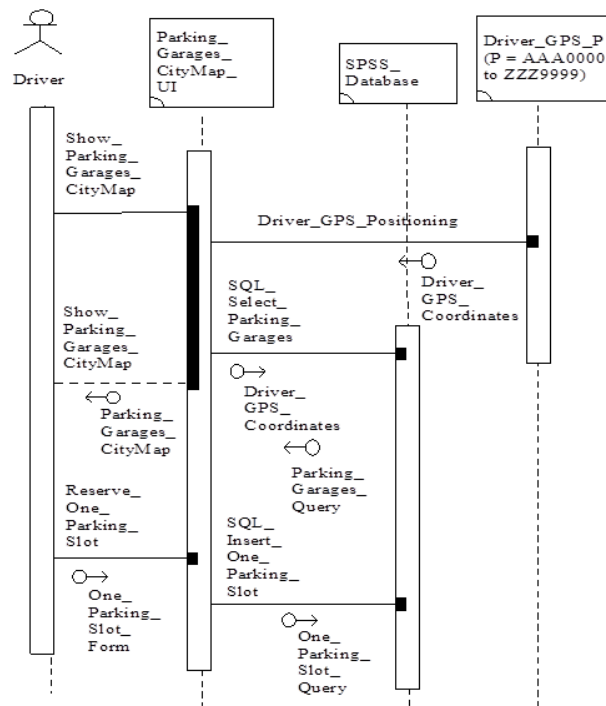 Driver
Parking_
Garages_
CityMap_
UI
SPSS_
Database
Driver_GPS_P
(P = AAA0000
to ZZZ9999)
Show_
Parking_
Garages_
CityMap
Driver_GPS_Positioning
Driver_
GPS_
Coordinates
SQL_
Select_
Parking_
Garages
Show_
Parking_
Garages_
CityMap
Driver_
GPS_
Coordinates
Parking_
Garages_
CityMap
Parking_
Garages_
Query
Reserve_
One_
Parking_
Slot
SQL_
Insert_
One_
Parking_
Slot
One_
Parking_
Slot_
Form
One_
Parking_
Slot_
Query